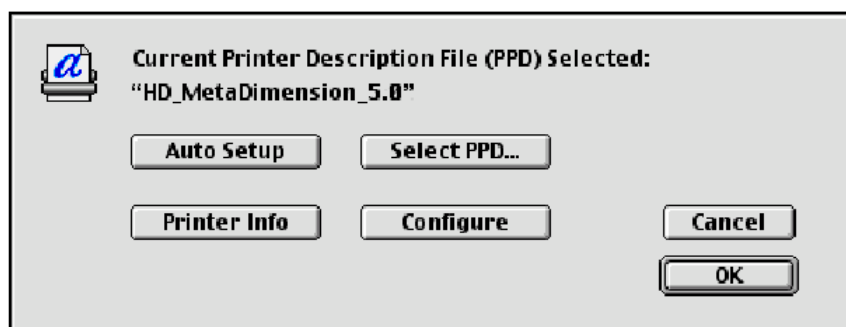 Current Printer Description File (PPD) Selected:
“HD_MetaDimension_5.0”
Auto Setup
Select PPD...
Printer Info
Configure
Cancel
OK